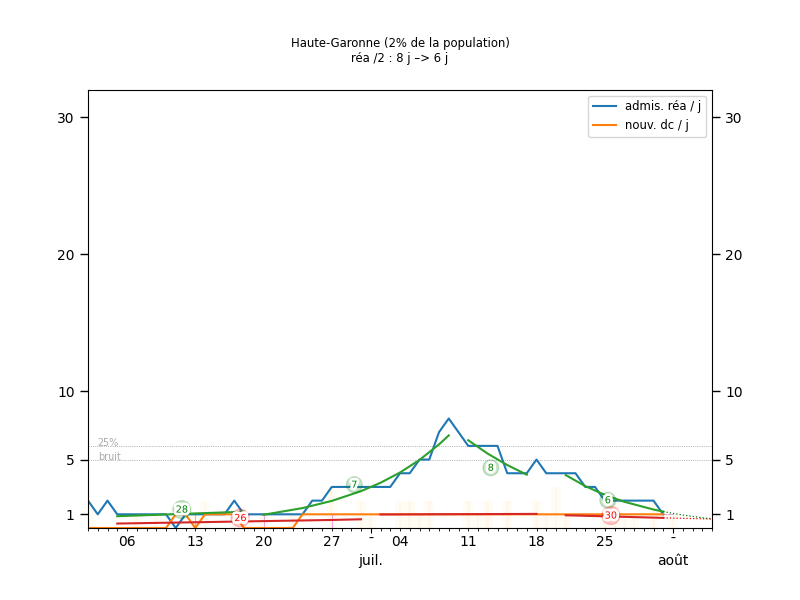 Haute-Garonne (2% de la population)
réa /2 : 8 j –> 6 j
admis. réa / j
nouv. dc / j
30 30
20 20
10 10
25%
5 bruit 5
1 1
28 26 7 8 6 30
06 13 20 27 - 04 11 18 25 -
juil. août